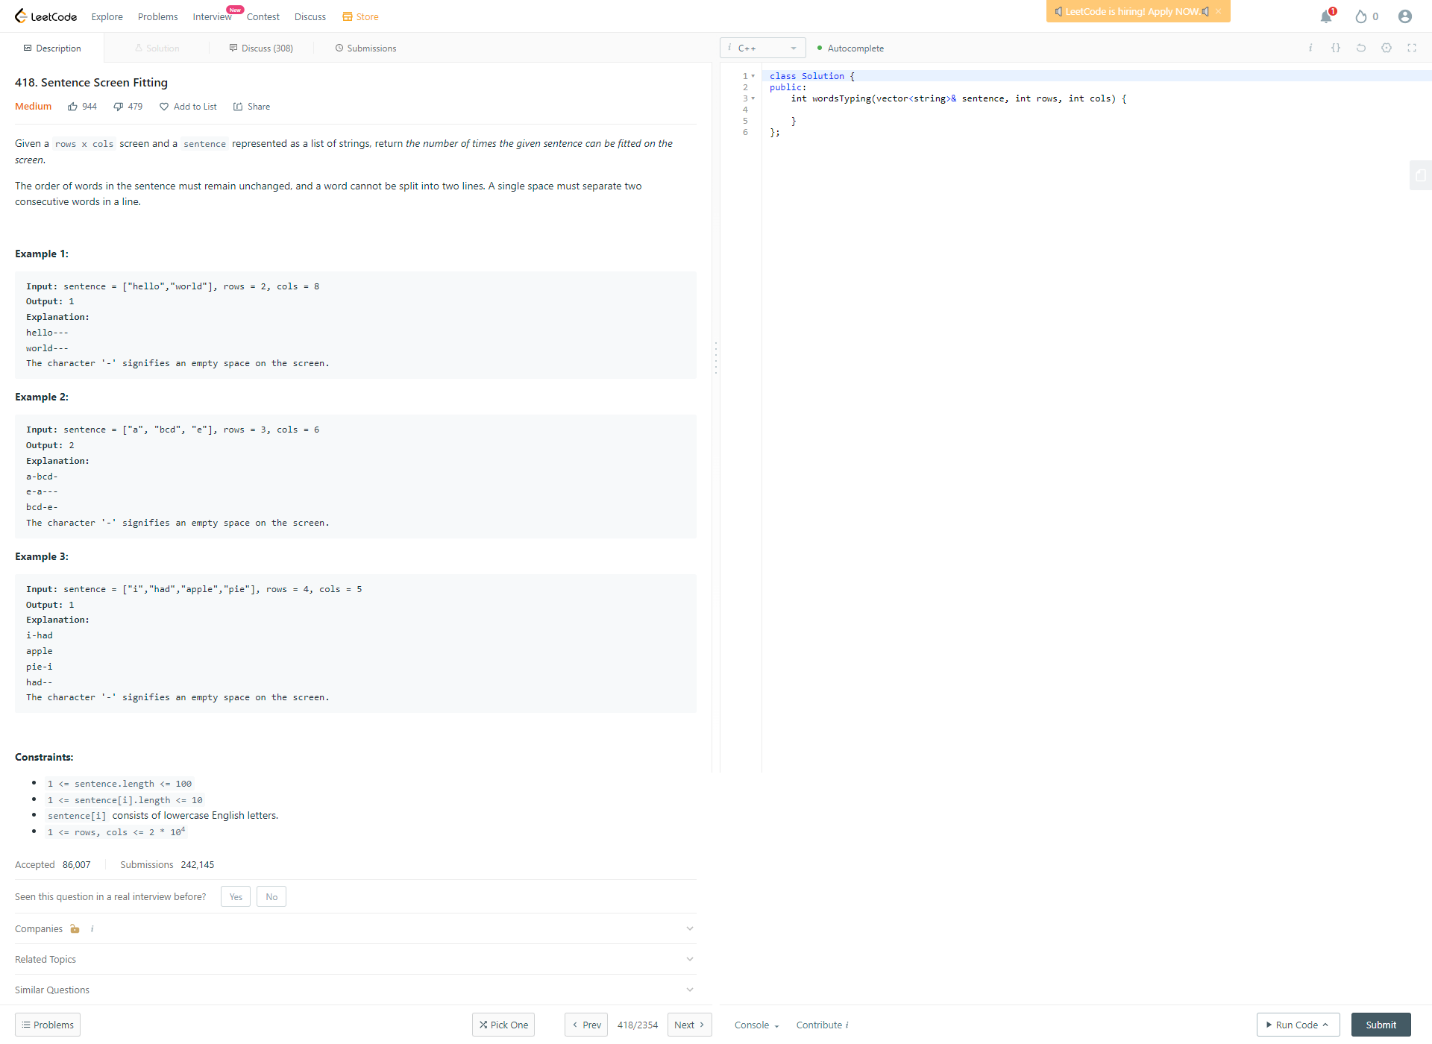 LeetCode Explore Problems Interview New Contest Discuss Store LeetCode is hiring! Apply NOW. × 1 0
Description Solution Discuss (308) Submissions i C++ Autocomplete i {}
418. Sentence Screen Fitting
Medium 944 479 Add to List Share
Given a rows x cols screen and a sentence represented as a list of strings, return the number of times the given sentence can be fitted on the
screen.
The order of words in the sentence must remain unchanged, and a word cannot be split into two lines. A single space must separate two
consecutive words in a line.
Example 1:
Input: sentence = ["hello","world"], rows = 2, cols = 8
Output: 1
Explanation:
hello---
world---
The character '-' signifies an empty space on the screen.
Example 2:
Input: sentence = ["a", "bcd", "e"], rows = 3, cols = 6
Output: 2
Explanation:
a-bcd-
e-a---
bcd-e-
The character '-' signifies an empty space on the screen.
Example 3:
Input: sentence = ["i","had","apple","pie"], rows = 4, cols = 5
Output: 1
Explanation:
i-had
apple
pie-i
had--
The character '-' signifies an empty space on the screen.
Constraints:
• 1 <= sentence.length <= 100
• 1 <= sentence[i].length <= 10
• sentence[i] consists of lowercase English letters.
• 1 <= rows, cols <= 2 * 10⁴
Accepted 86,007 Submissions 242,145
Seen this question in a real interview before? Yes No
Companies i
Related Topics
Similar Questions
Problems Pick One Prev 418/2354 Next
1 class Solution {
2 public:
3 int wordsTyping(vector<string>& sentence, int rows, int cols) {
4
5 }
6 };
Console Contribute i Run Code Submit